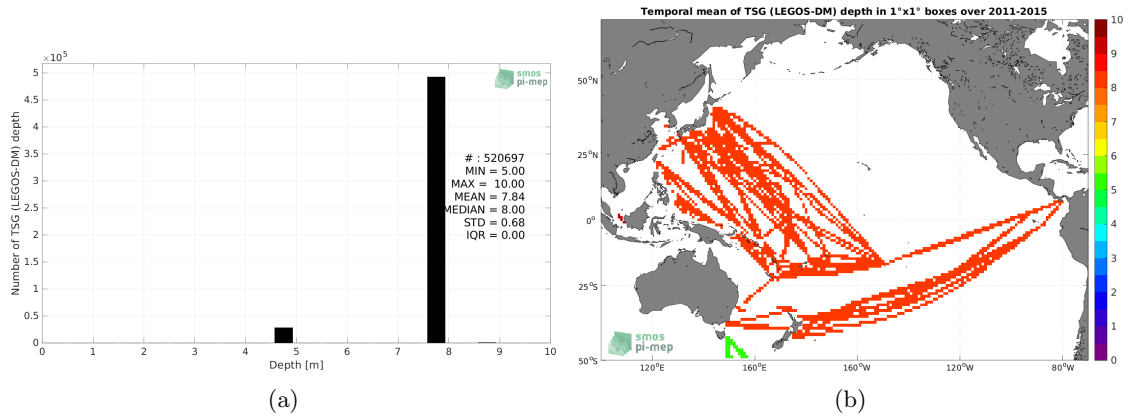 ×10⁵
5
4.5
4
3.5
3
2.5
2
1.5
1
0.5
0
Number of TSG (LEGOS-DM) depth
smos
pi-mep
# : 520697
MIN = 5.00
MAX = 10.00
MEAN = 7.84
MEDIAN = 8.00
STD = 0.68
IQR = 0.00
0 1 2 3 4 5 6 7 8 9 10
Depth [m]
(a)
Temporal mean of TSG (LEGOS-DM) depth in 1°x1° boxes over 2011-2015
50°N
25°N
0°
25°S
50°S
120°E 160°E 160°W 120°W 80°W
smos
pi-mep
10
9
8
7
6
5
4
3
2
1
0
(b)